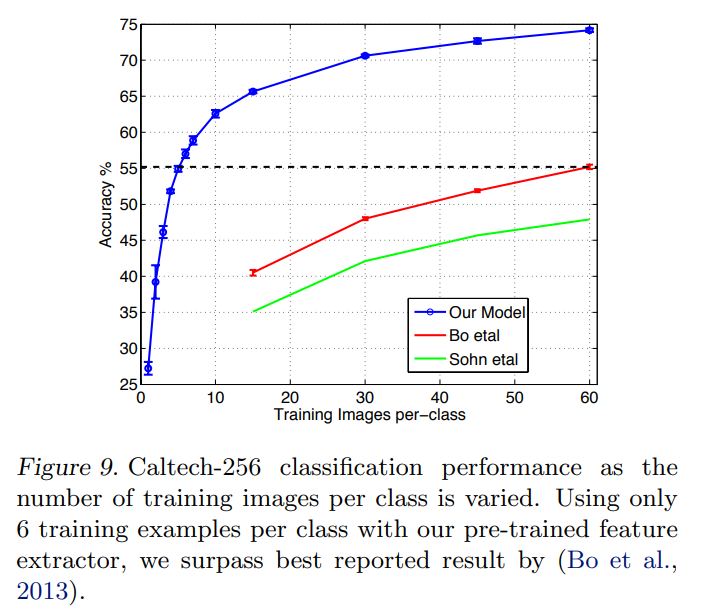 75
70
65
60
55
50
45
40
35
30
25
Accuracy %
0 10 20 30 40 50 60
Training Images per−class
Our Model
Bo etal
Sohn etal
Figure 9. Caltech-256 classification performance as the
number of training images per class is varied. Using only
6 training examples per class with our pre-trained feature
extractor, we surpass best reported result by (Bo et al.,
2013).